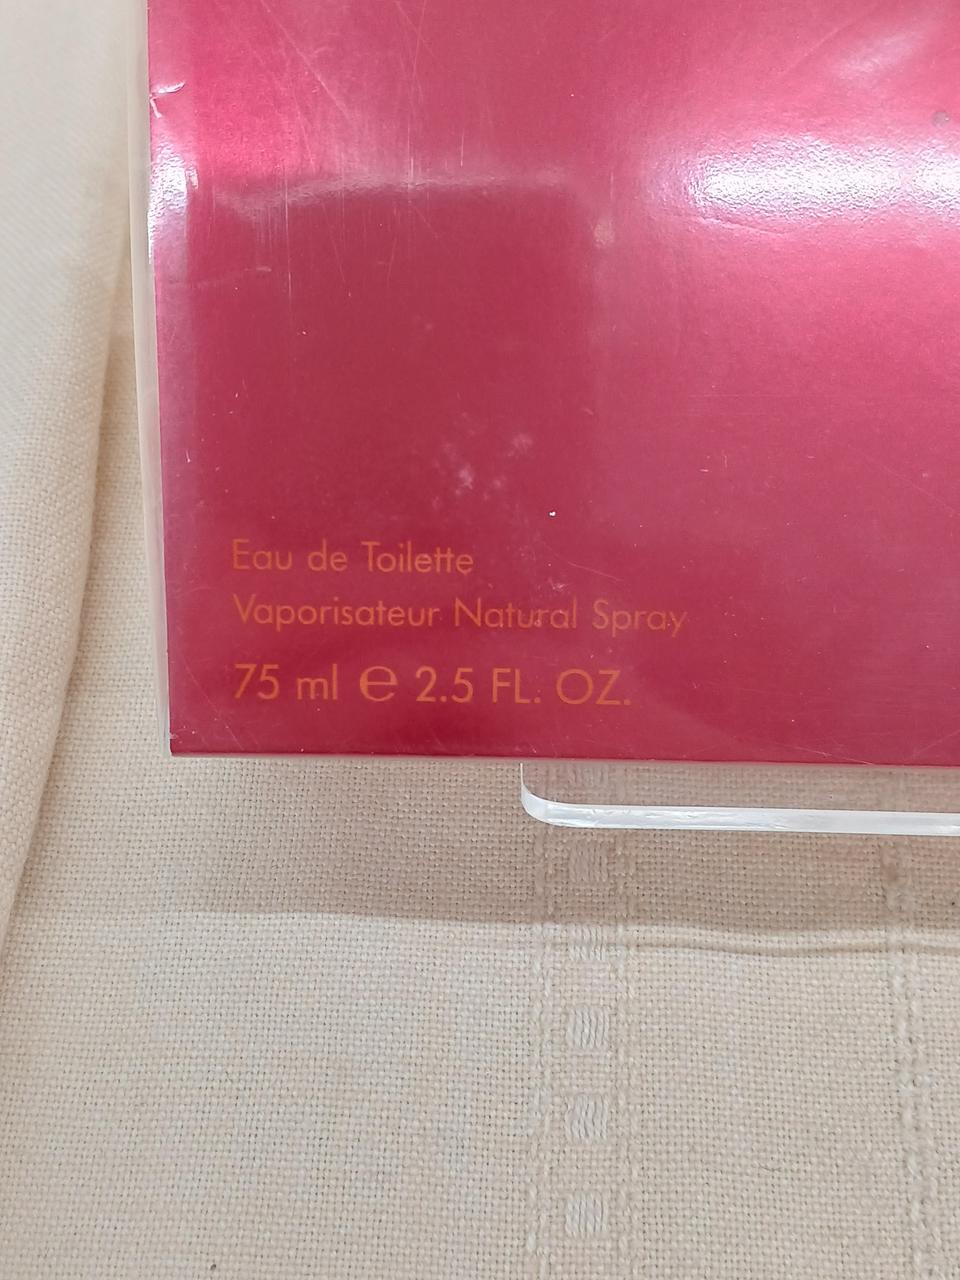 Eau de Toilette
Vaporisateur Natural Spray
75 ml ℮ 2.5 FL. OZ.